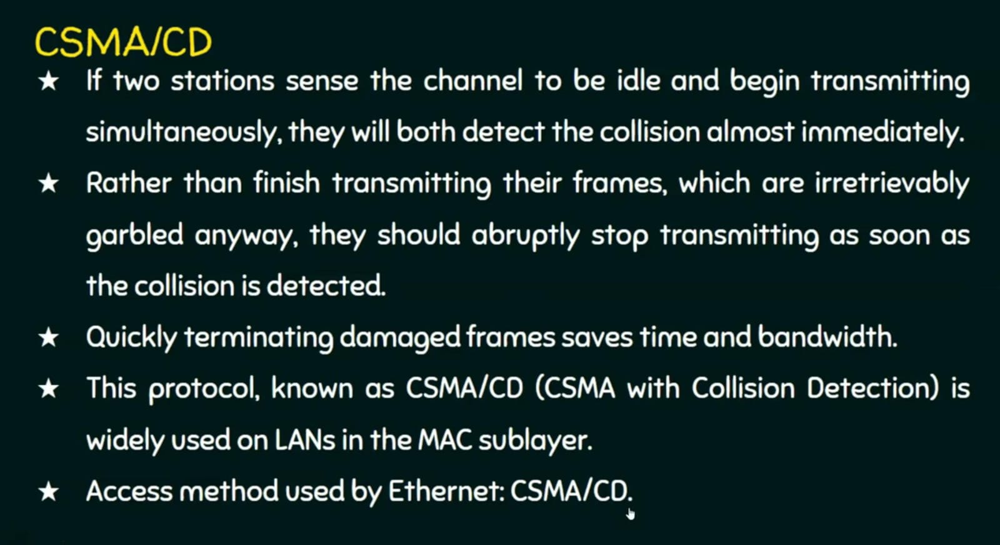 CSMA/CD
★ If two stations sense the channel to be idle and begin transmitting
simultaneously, they will both detect the collision almost immediately.
★ Rather than finish transmitting their frames, which are irretrievably
garbled anyway, they should abruptly stop transmitting as soon as
the collision is detected.
★ Quickly terminating damaged frames saves time and bandwidth.
★ This protocol, known as CSMA/CD (CSMA with Collision Detection) is
widely used on LANs in the MAC sublayer.
★ Access method used by Ethernet: CSMA/CD.